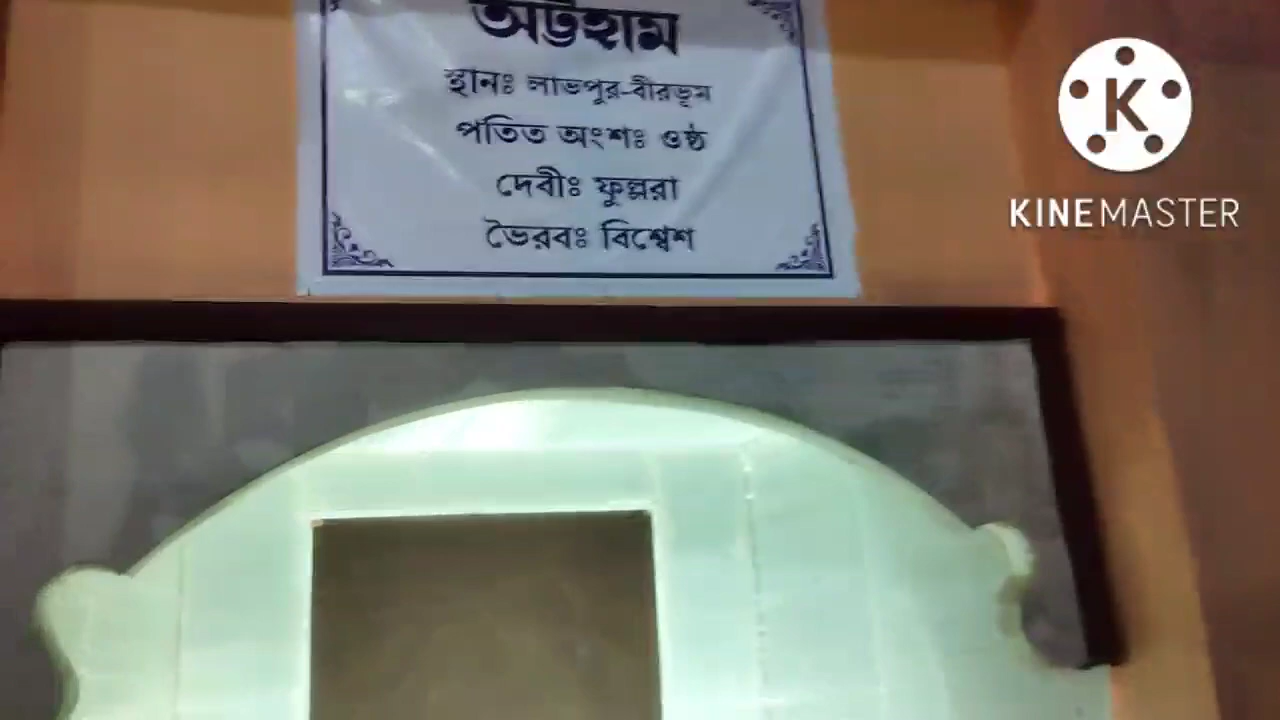 অট্টহাস
স্থানঃ লাভপুর-বীরভূম
পতিত অংশঃ ওষ্ঠ
দেবীঃ ফুল্লরা
ভৈরবঃ বিশ্বেশ
K
KINEMASTER